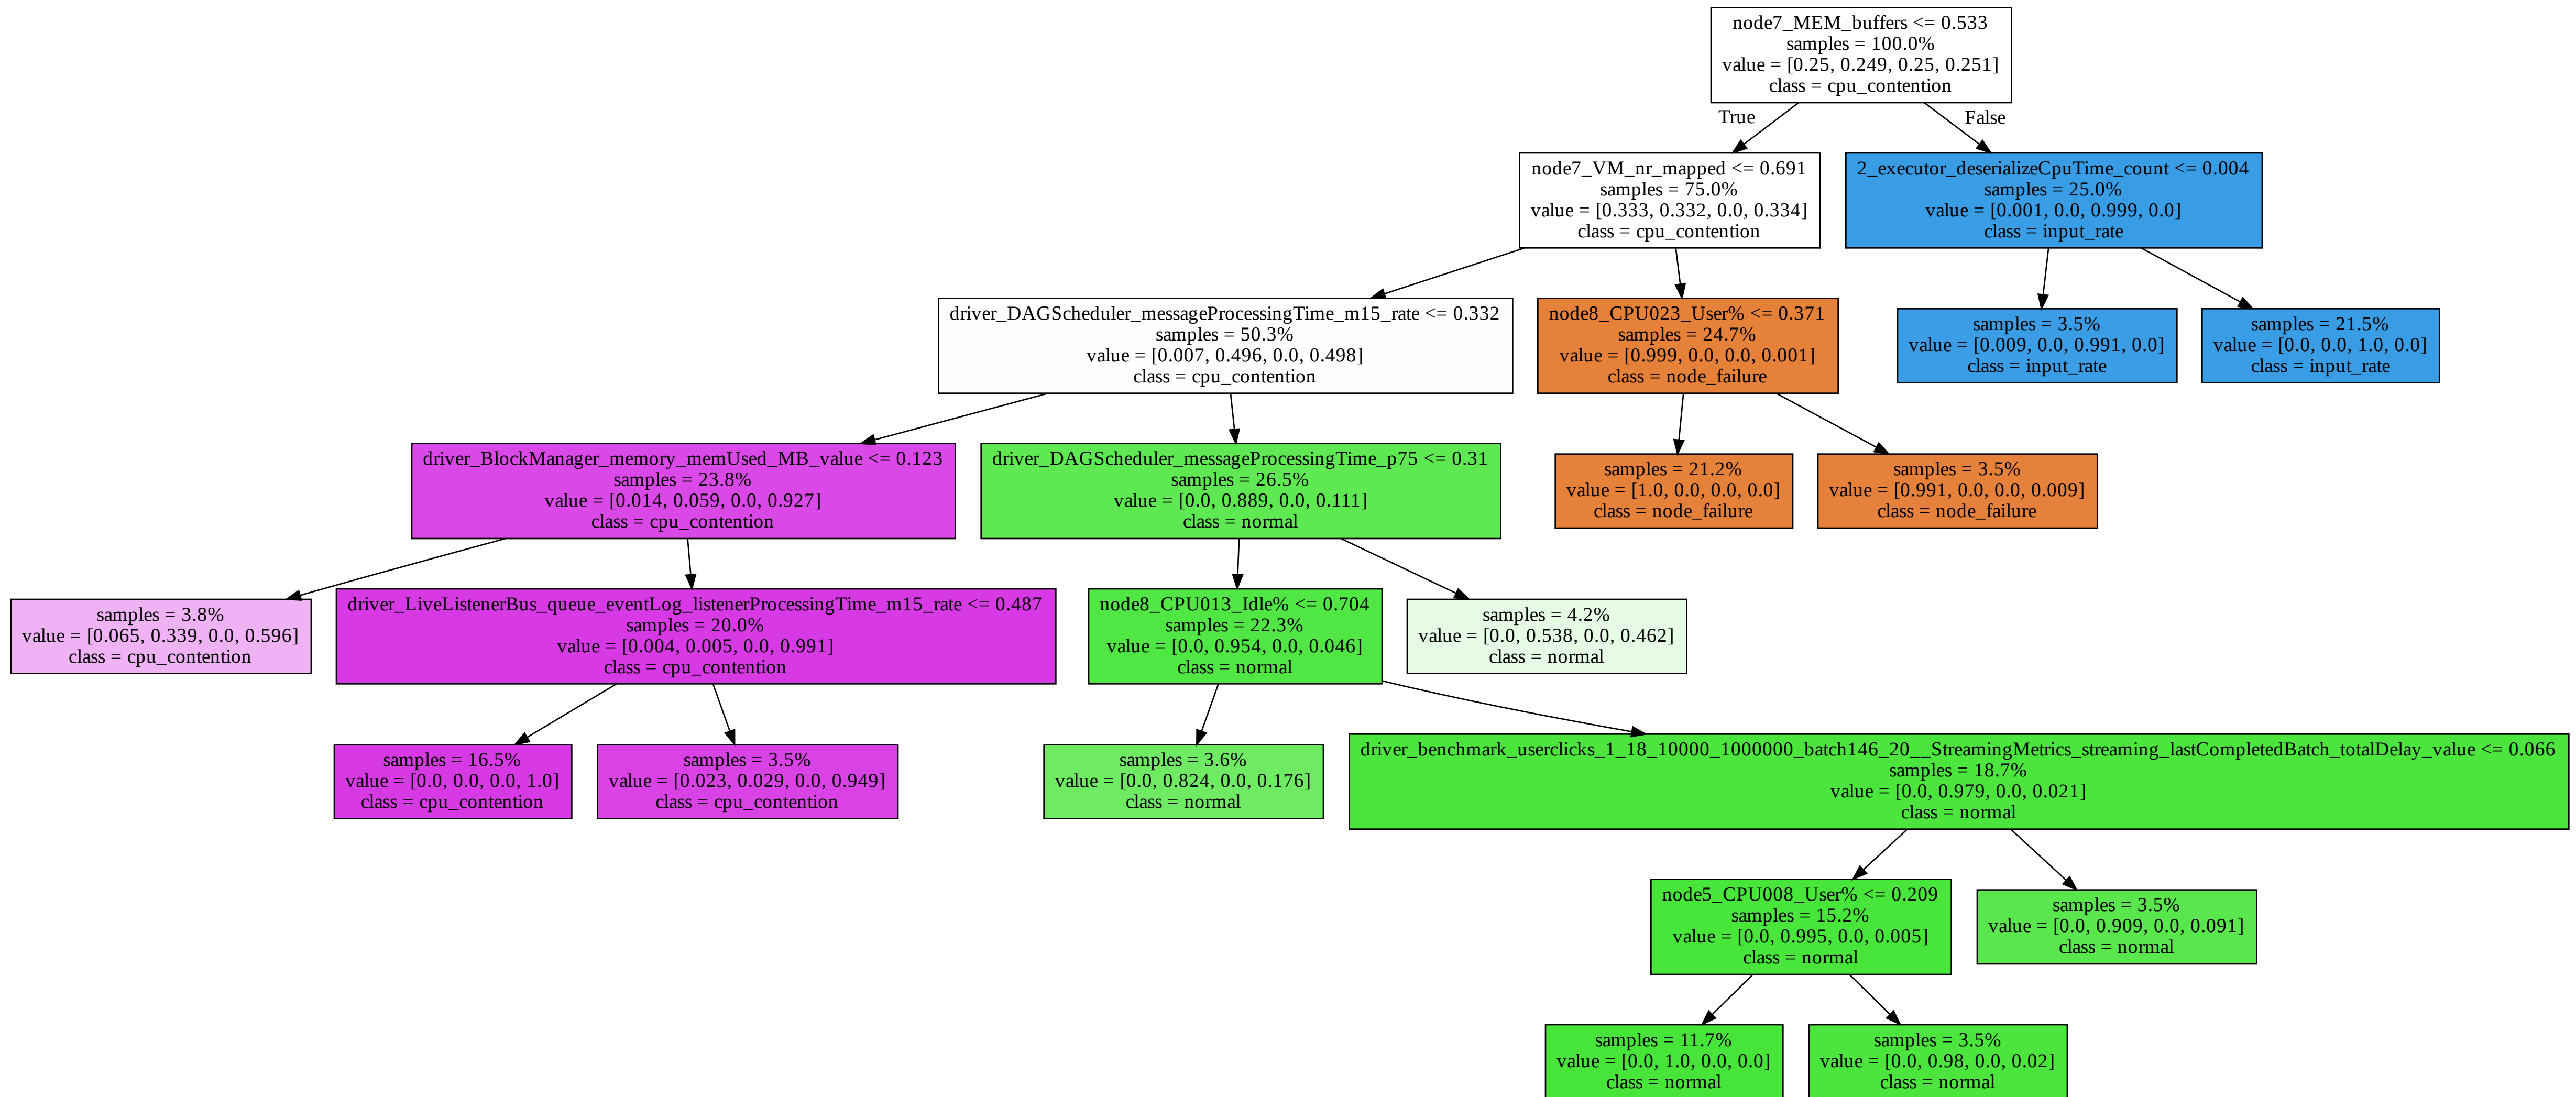 node7_MEM_buffers <= 0.533
samples = 100.0%
value = [0.25, 0.249, 0.25, 0.251]
class = cpu_contention
True
False
node7_VM_nr_mapped <= 0.691
samples = 75.0%
value = [0.333, 0.332, 0.0, 0.334]
class = cpu_contention
2_executor_deserializeCpuTime_count <= 0.004
samples = 25.0%
value = [0.001, 0.0, 0.999, 0.0]
class = input_rate
driver_DAGScheduler_messageProcessingTime_m15_rate <= 0.332
samples = 50.3%
value = [0.007, 0.496, 0.0, 0.498]
class = cpu_contention
node8_CPU023_User% <= 0.371
samples = 24.7%
value = [0.999, 0.0, 0.0, 0.001]
class = node_failure
samples = 3.5%
value = [0.009, 0.0, 0.991, 0.0]
class = input_rate
samples = 21.5%
value = [0.0, 0.0, 1.0, 0.0]
class = input_rate
driver_BlockManager_memory_memUsed_MB_value <= 0.123
samples = 23.8%
value = [0.014, 0.059, 0.0, 0.927]
class = cpu_contention
driver_DAGScheduler_messageProcessingTime_p75 <= 0.31
samples = 26.5%
value = [0.0, 0.889, 0.0, 0.111]
class = normal
samples = 21.2%
value = [1.0, 0.0, 0.0, 0.0]
class = node_failure
samples = 3.5%
value = [0.991, 0.0, 0.0, 0.009]
class = node_failure
samples = 3.8%
value = [0.065, 0.339, 0.0, 0.596]
class = cpu_contention
driver_LiveListenerBus_queue_eventLog_listenerProcessingTime_m15_rate <= 0.487
samples = 20.0%
value = [0.004, 0.005, 0.0, 0.991]
class = cpu_contention
node8_CPU013_Idle% <= 0.704
samples = 22.3%
value = [0.0, 0.954, 0.0, 0.046]
class = normal
samples = 4.2%
value = [0.0, 0.538, 0.0, 0.462]
class = normal
samples = 16.5%
value = [0.0, 0.0, 0.0, 1.0]
class = cpu_contention
samples = 3.5%
value = [0.023, 0.029, 0.0, 0.949]
class = cpu_contention
samples = 3.6%
value = [0.0, 0.824, 0.0, 0.176]
class = normal
driver_benchmark_userclicks_1_18_10000_1000000_batch146_20__StreamingMetrics_streaming_lastCompletedBatch_totalDelay_value <= 0.066
samples = 18.7%
value = [0.0, 0.979, 0.0, 0.021]
class = normal
node5_CPU008_User% <= 0.209
samples = 15.2%
value = [0.0, 0.995, 0.0, 0.005]
class = normal
samples = 3.5%
value = [0.0, 0.909, 0.0, 0.091]
class = normal
samples = 11.7%
value = [0.0, 1.0, 0.0, 0.0]
class = normal
samples = 3.5%
value = [0.0, 0.98, 0.0, 0.02]
class = normal